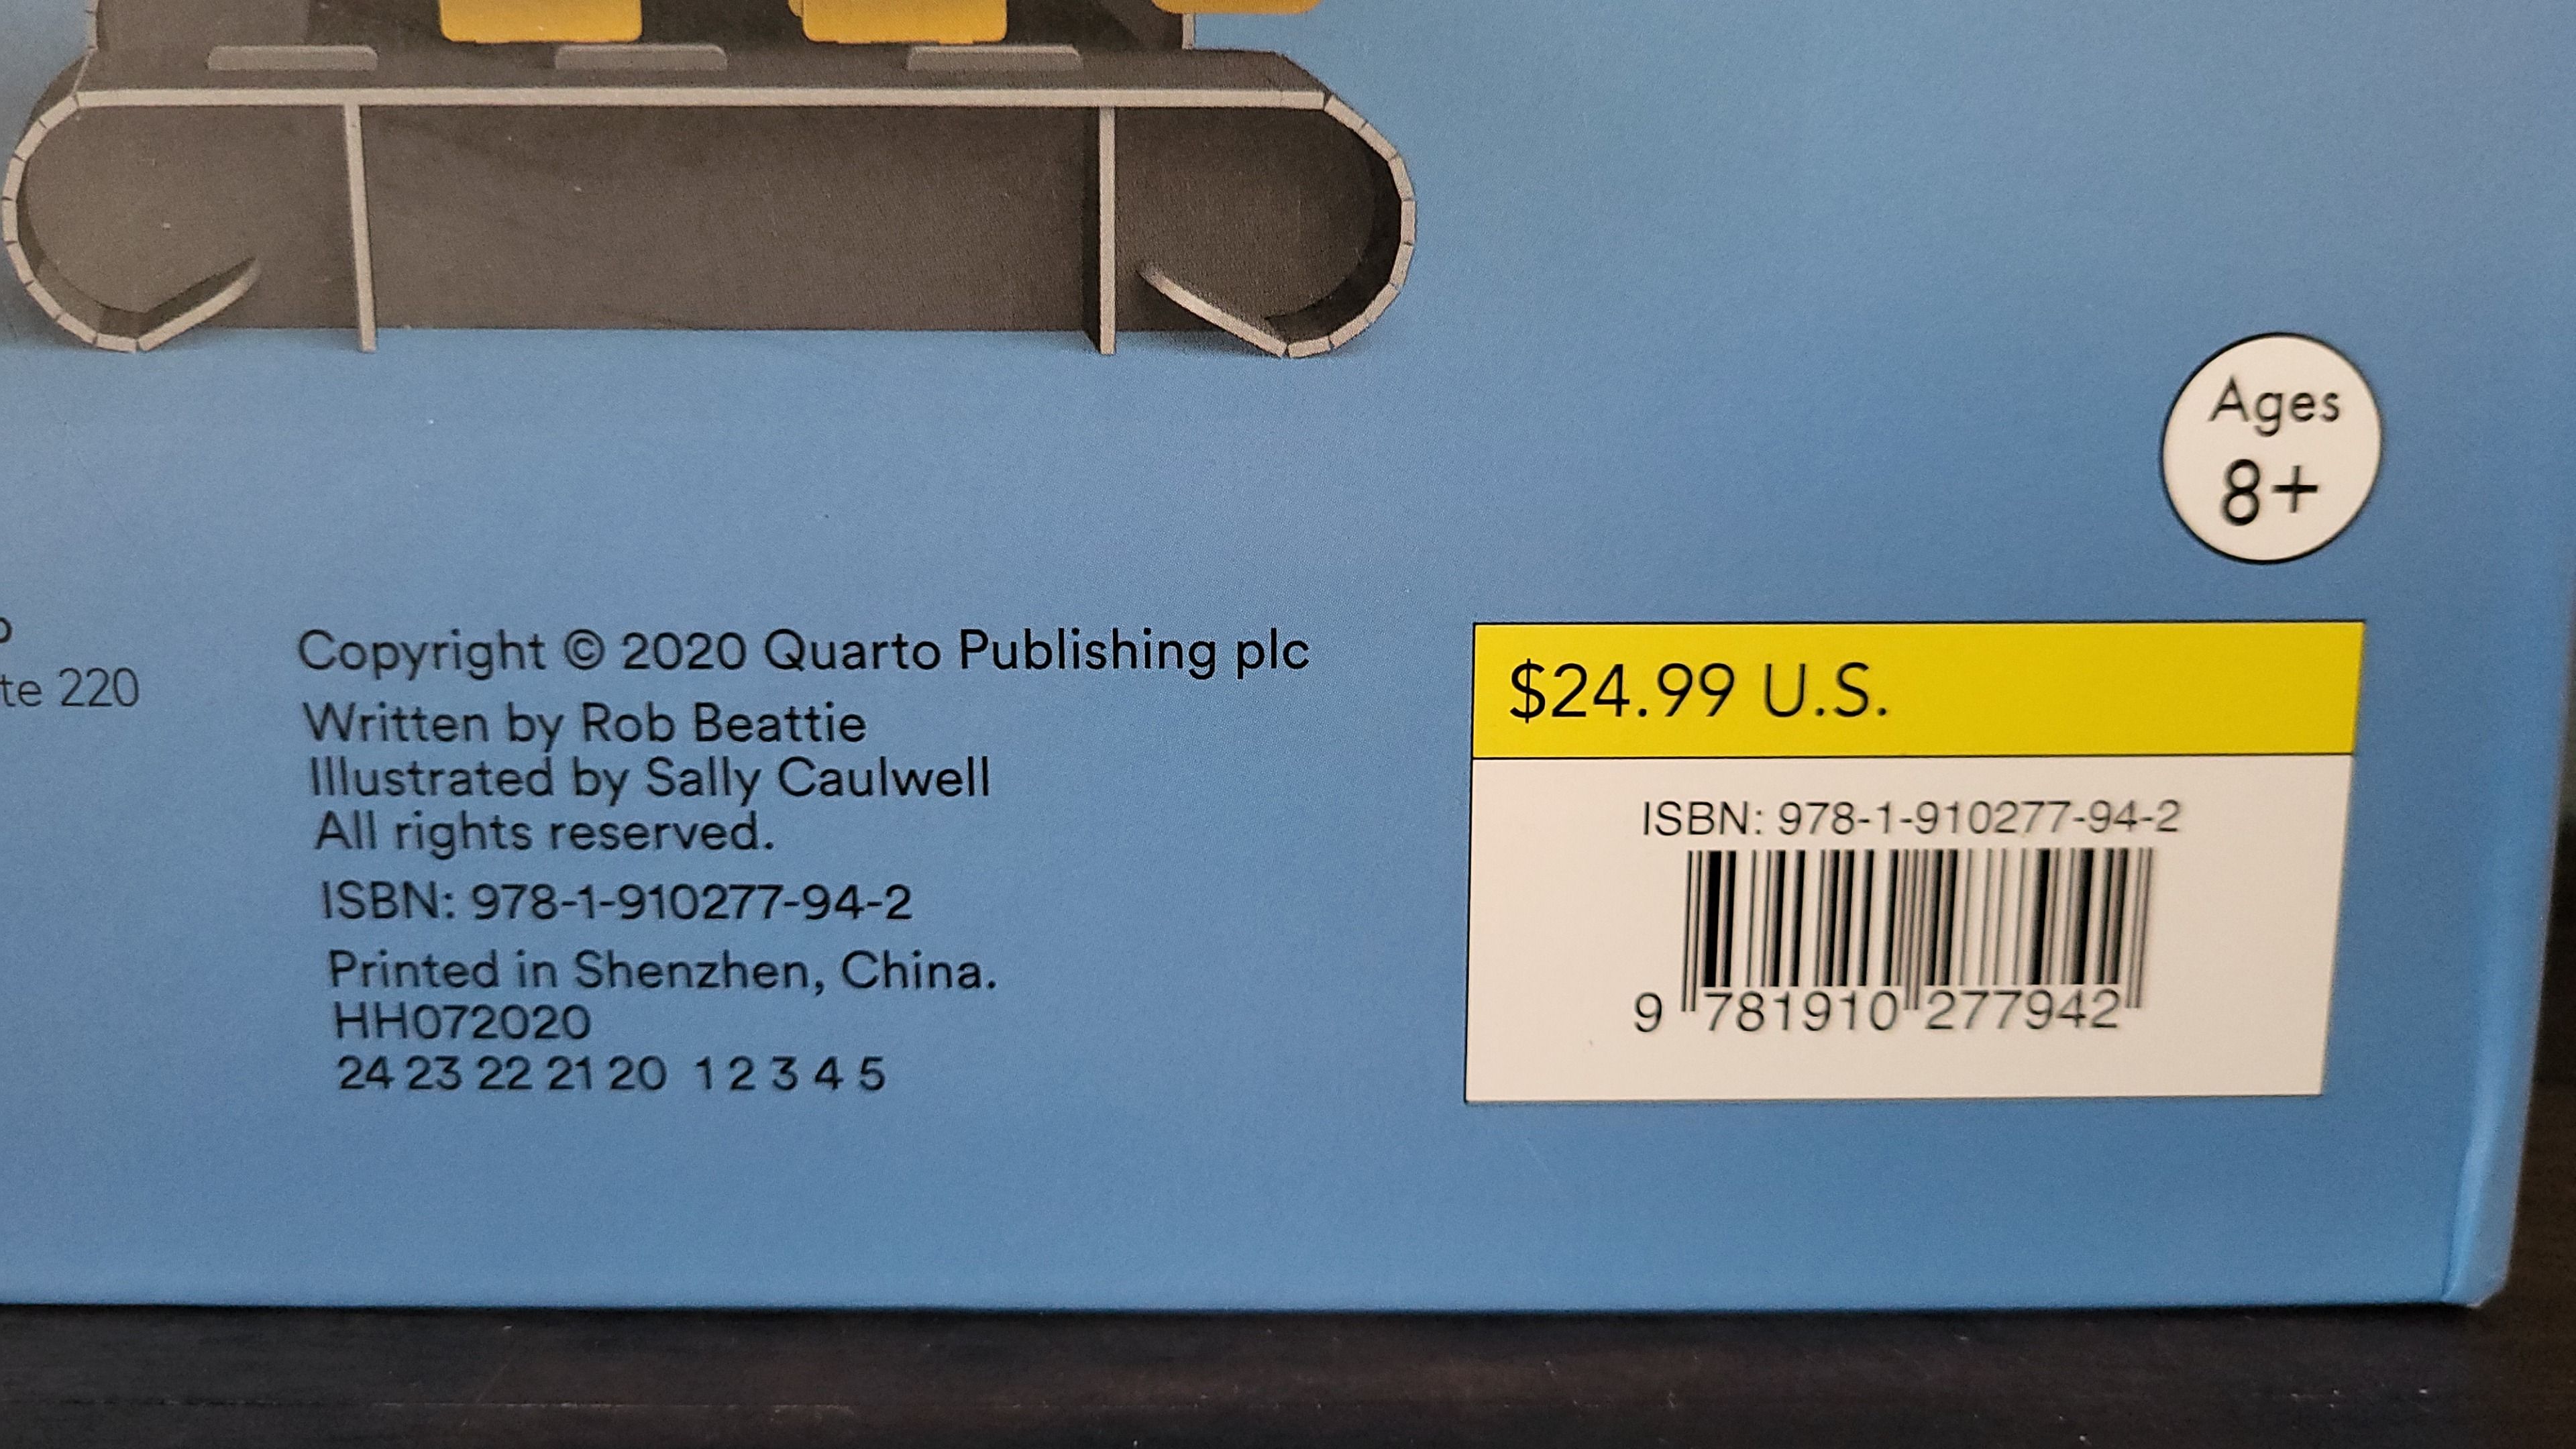 te 220
Copyright © 2020 Quarto Publishing plc
Written by Rob Beattie
Illustrated by Sally Caulwell
All rights reserved.
ISBN: 978-1-910277-94-2
Printed in Shenzhen, China.
HH072020
24 23 22 21 20 1 2 3 4 5
Ages
8+
$24.99 U.S.
ISBN: 978-1-910277-94-2
9 781910 277942